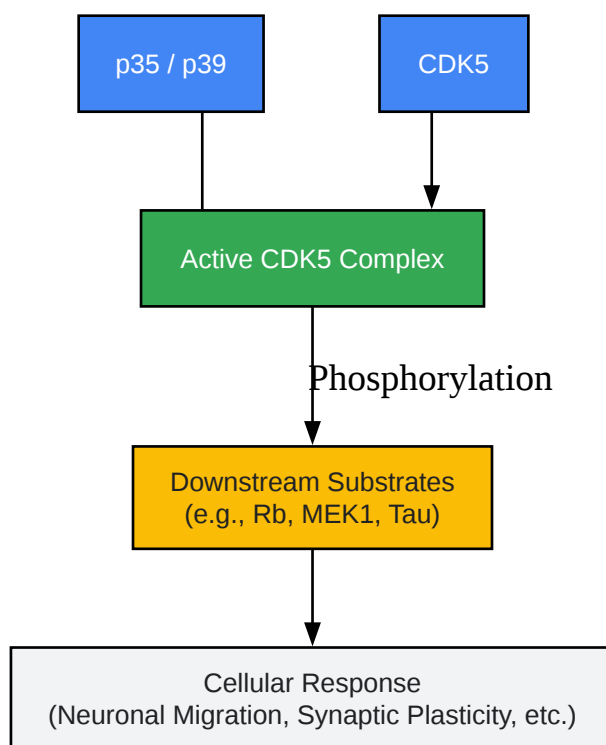 p35 / p39
CDK5
Active CDK5 Complex
Phosphorylation
Downstream Substrates
(e.g., Rb, MEK1, Tau)
Cellular Response
(Neuronal Migration, Synaptic Plasticity, etc.)